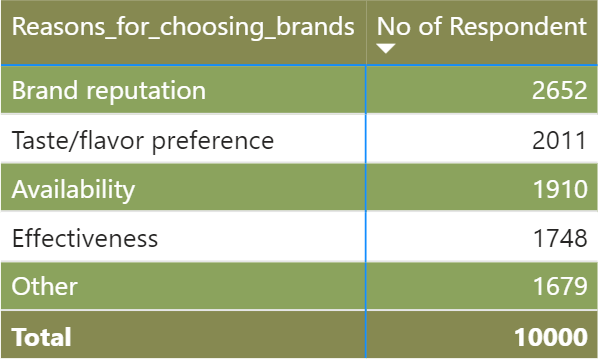 Reasons_for_choosing_brands No of Respondent
Brand reputation 2652
Taste/flavor preference 2011
Availability 1910
Effectiveness 1748
Other 1679
Total 10000